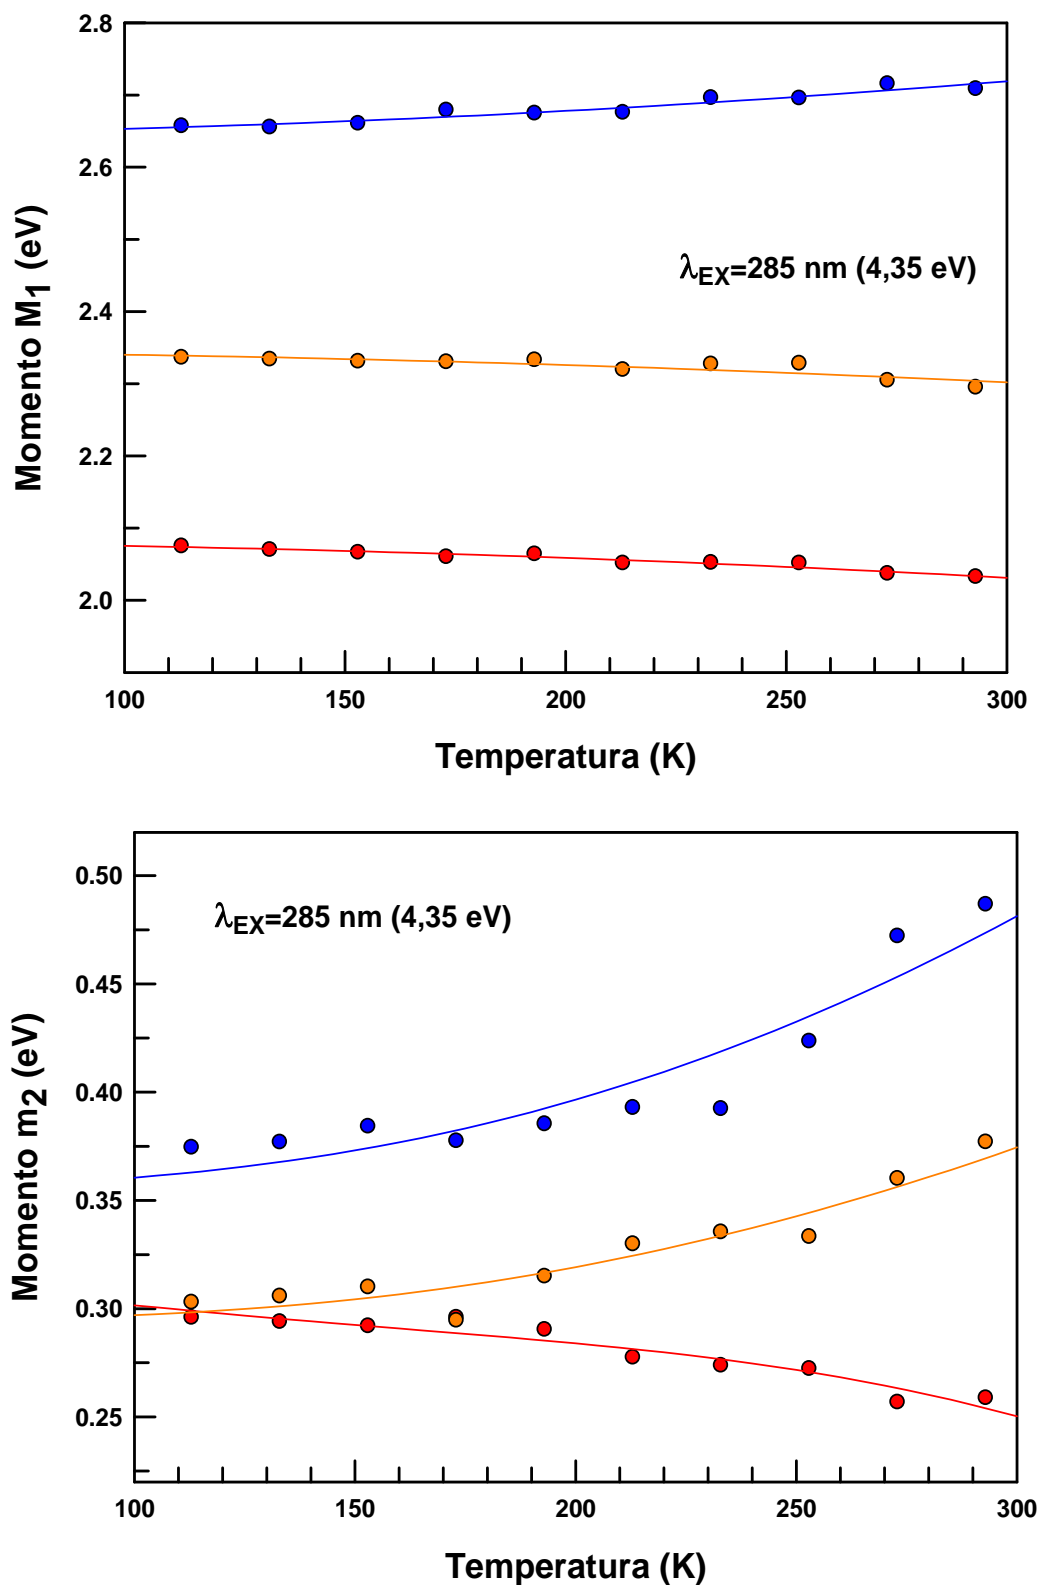 2.8
2.6
2.4
2.2
2.0
Momento M1 (eV)
λEX=285 nm (4,35 eV)
100 150 200 250 300
Temperatura (K)
0.50
0.45
0.40
0.35
0.30
0.25
Momento m2 (eV)
λEX=285 nm (4,35 eV)
100 150 200 250 300
Temperatura (K)